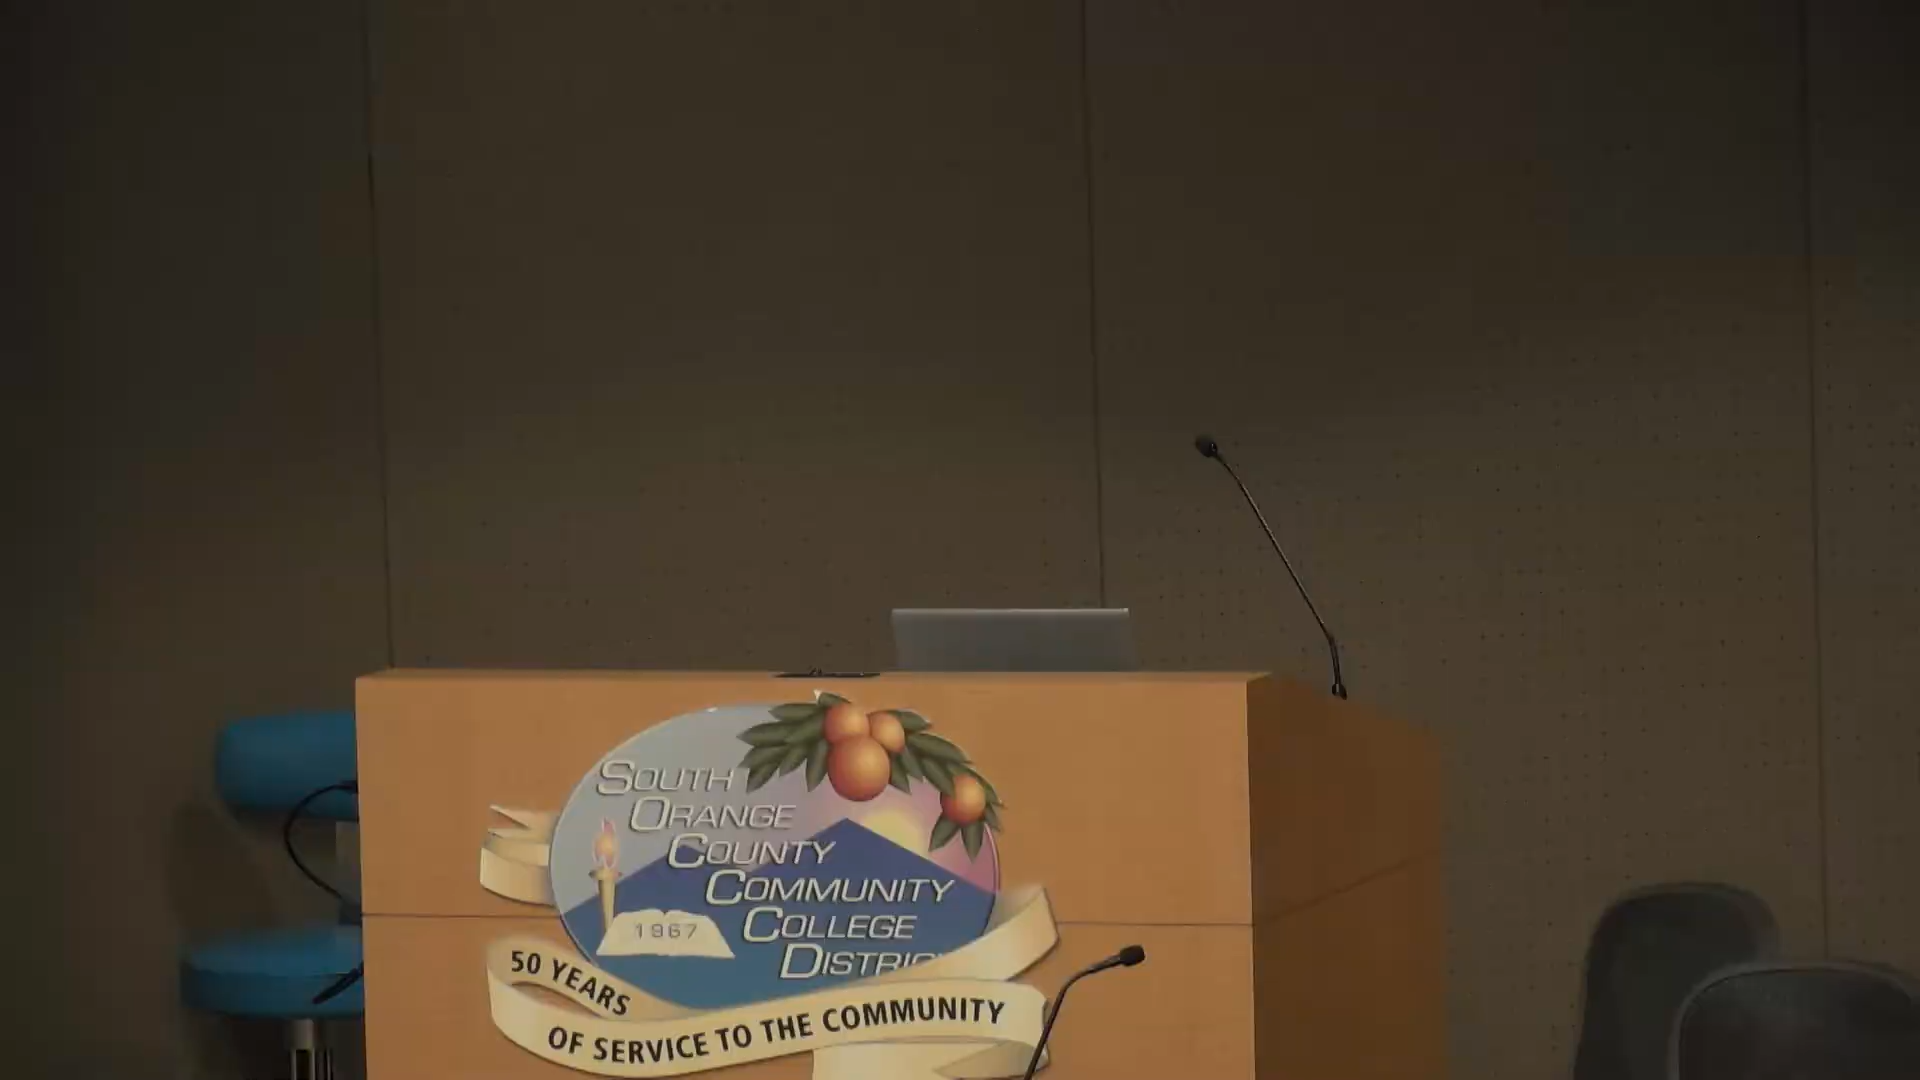 SOUTH
ORANGE
COUNTY
COMMUNITY
COLLEGE
1967
50 YEARS
OF SERVICE TO THE COMMUNITY